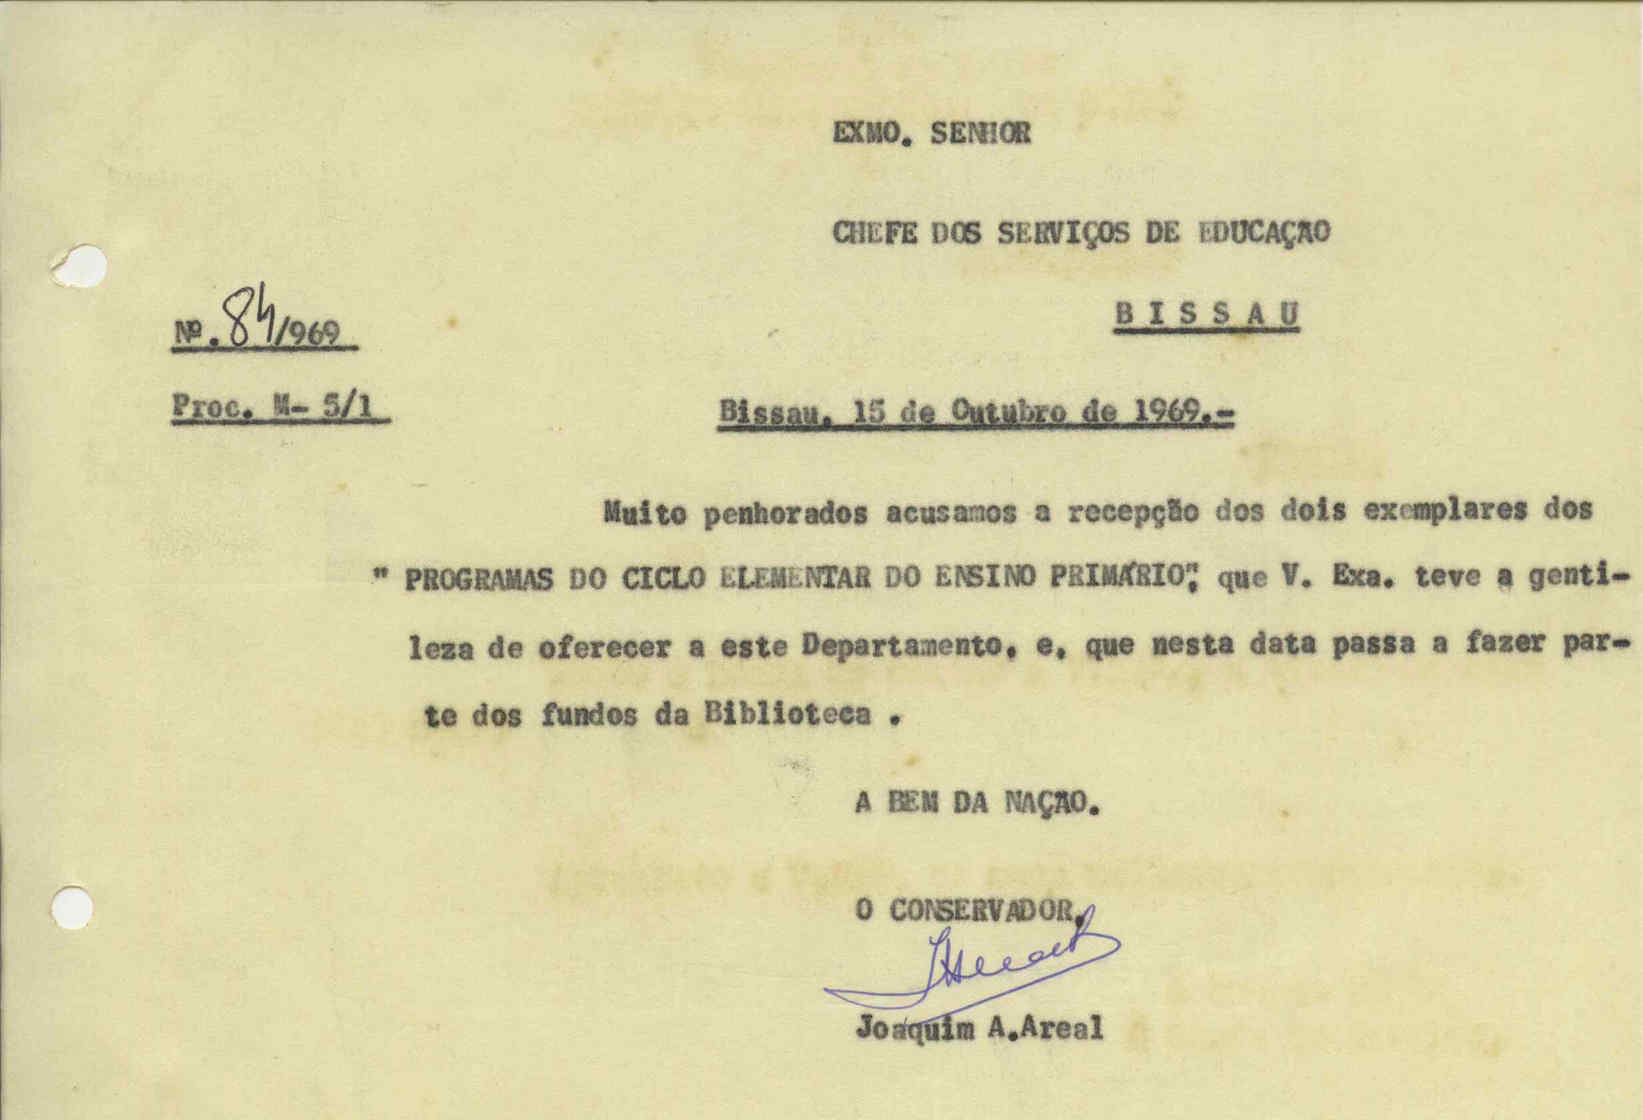 EXMO. SENHOR
CHEFE DOS SERVIÇOS DE EDUCAÇÃO
B I S S A U
Nº. 84/969
Proc. M- 5/1
Bissau, 15 de Outubro de 1969.-
Muito penhorados acusamos a recepção dos dois exemplares dos
" PROGRAMAS DO CICLO ELEMENTAR DO ENSINO PRIMÁRIO", que V. Exa. teve a genti-
leza de oferecer a este Departamento, e, que nesta data passa a fazer par-
te dos fundos da Biblioteca .
A BEM DA NAÇÃO.
O CONSERVADOR,
Joaquim A.Areal